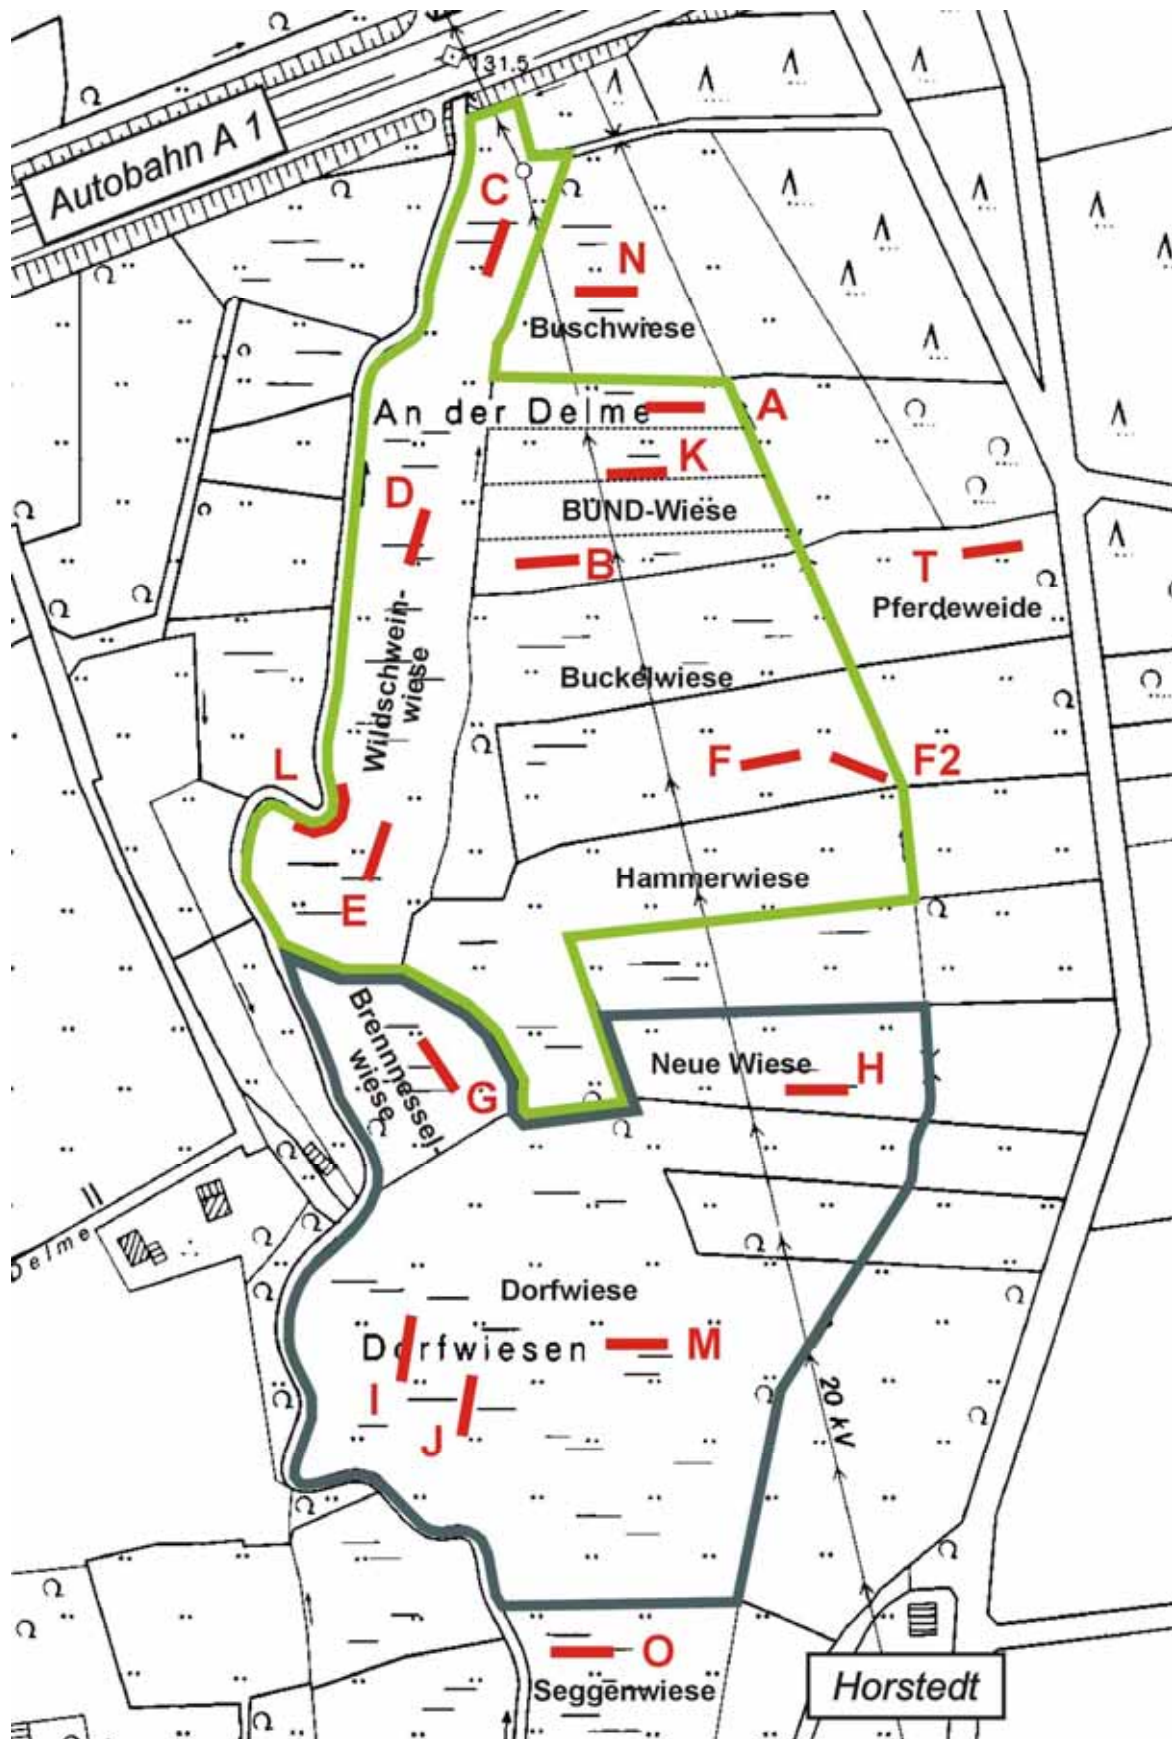 131.5
Autobahn A 1
C
N
Buschwiese
An der Delme
A
K
D
BUND-Wiese
B
T
Pferdeweide
Wildschwein-
wiese
Buckelwiese
F
F2
L
Hammerwiese
E
Brennnessel-
wiese
Neue Wiese
H
G
Delme
Dorfwiese
Dorfwiesen
M
I
J
20 kV
O
Seggenwiese
Horstedt